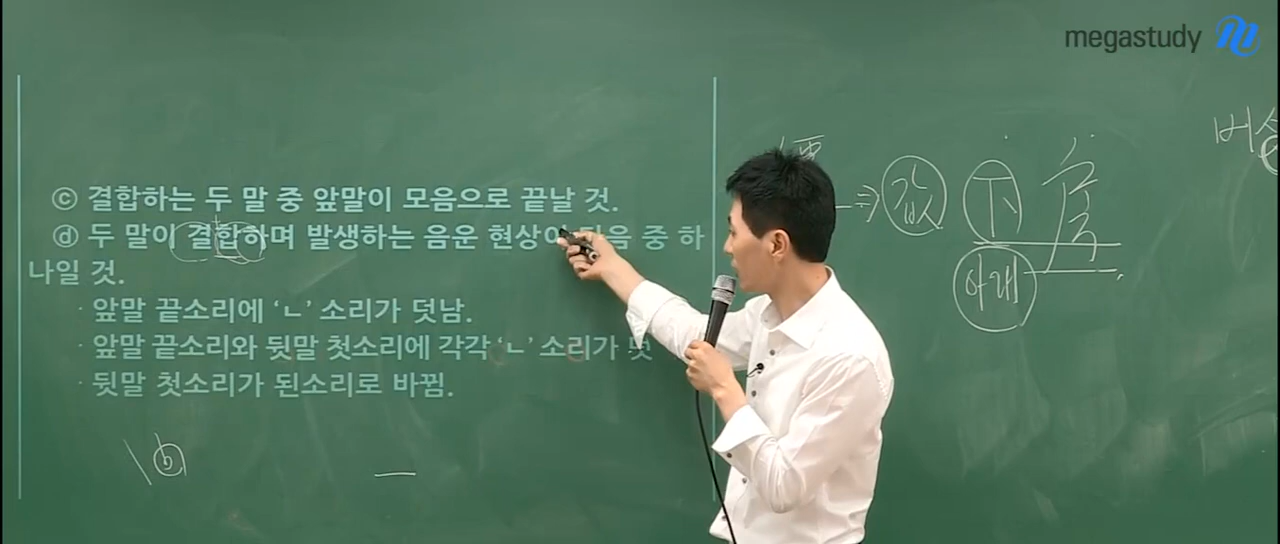 megastudy
ⓒ 결합하는 두 말 중 앞말이 모음으로 끝날 것.
ⓓ 두 말이 결합하며 발생하는 음운 현상이 다음 중 하
나일 것.
· 앞말 끝소리에 ‘ㄴ’ 소리가 덧남.
· 앞말 끝소리와 뒷말 첫소리에 각각 ‘ㄴ’ 소리가 덧
· 뒷말 첫소리가 된소리로 바뀜.
값 下
아래